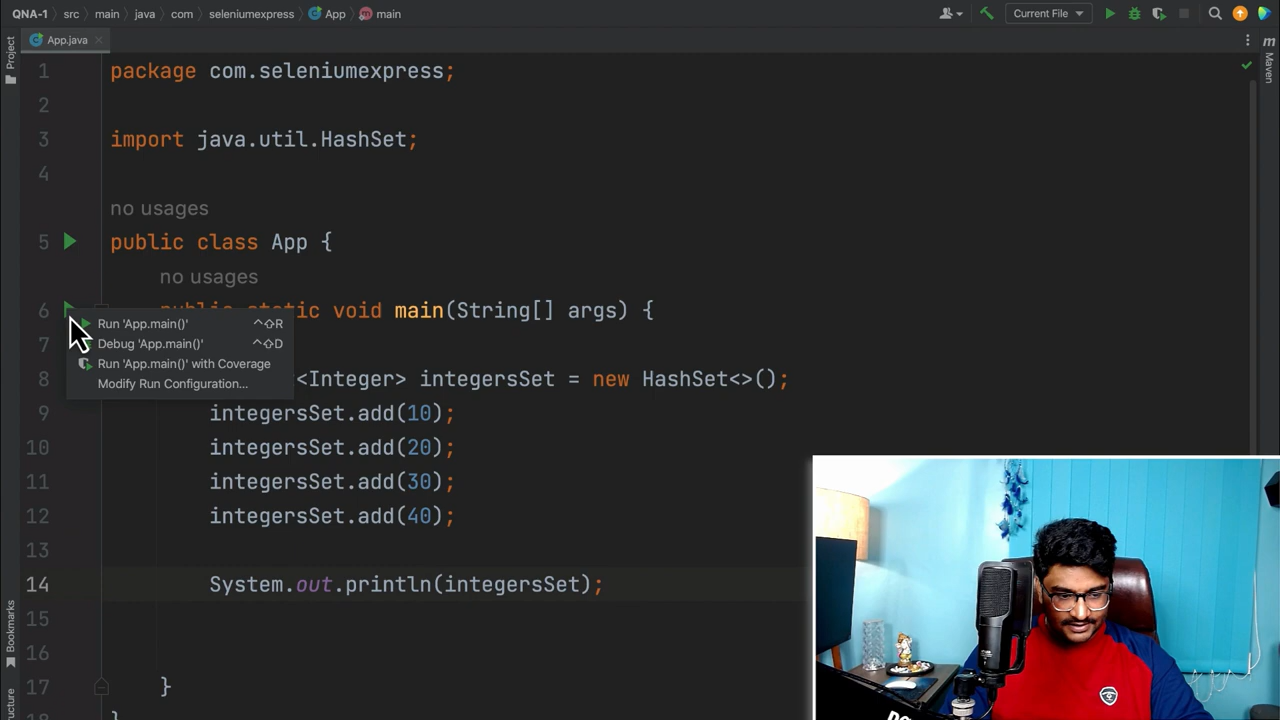 QNA-1 src main java com seleniumexpress App main
Current File
App.java
Project
Maven
1 package com.seleniumexpress;
2
3 import java.util.HashSet;
4
no usages
5 public class App {
no usages
6 public static void main(String[] args) {
Run 'App.main()' ^⇧R
7
Debug 'App.main()' ^⇧D
Run 'App.main()' with Coverage
8 <Integer> integersSet = new HashSet<>();
Modify Run Configuration...
9 integersSet.add(10);
10 integersSet.add(20);
11 integersSet.add(30);
12 integersSet.add(40);
13
14 System.out.println(integersSet);
15
16
17 }
Bookmarks